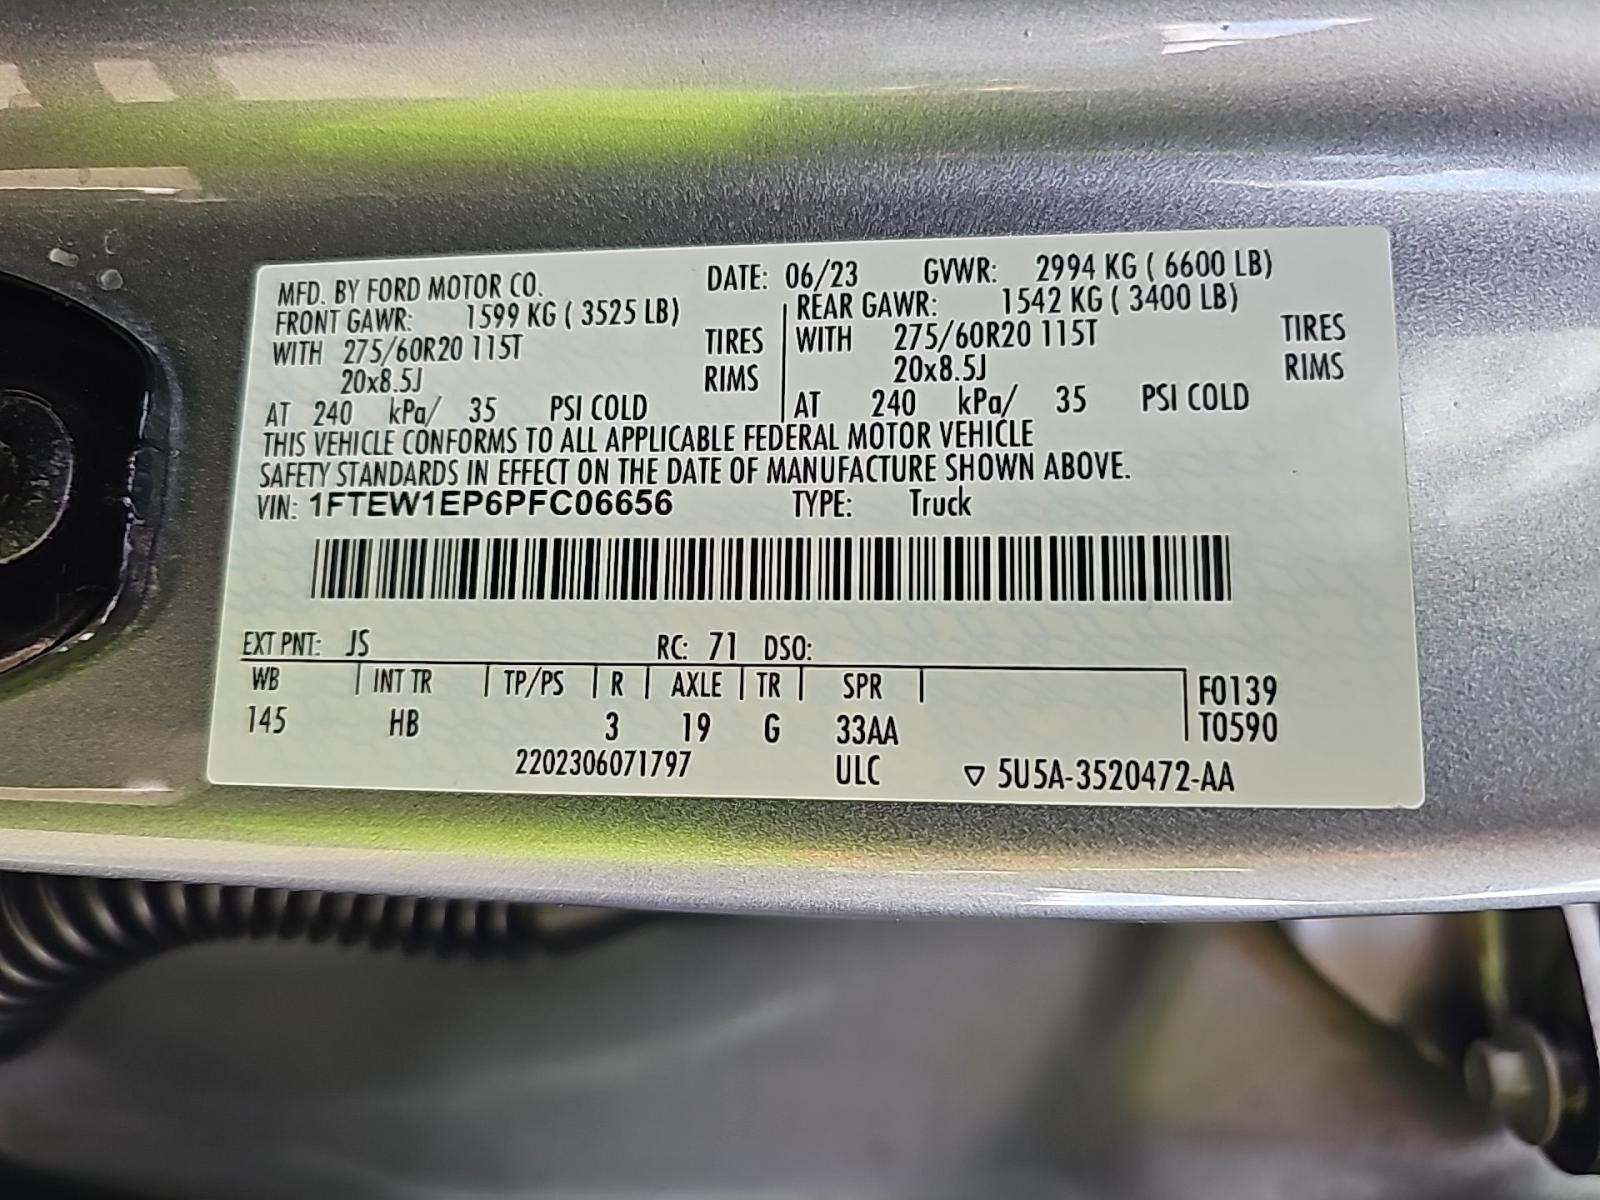 MFD. BY FORD MOTOR CO. DATE: 06/23 GVWR: 2994 KG ( 6600 LB)
FRONT GAWR: 1599 KG ( 3525 LB) REAR GAWR: 1542 KG ( 3400 LB)
WITH 275/60R20 115T TIRES WITH 275/60R20 115T TIRES
20x8.5J RIMS 20x8.5J RIMS
AT 240 kPa/ 35 PSI COLD AT 240 kPa/ 35 PSI COLD
THIS VEHICLE CONFORMS TO ALL APPLICABLE FEDERAL MOTOR VEHICLE
SAFETY STANDARDS IN EFFECT ON THE DATE OF MANUFACTURE SHOWN ABOVE.
VIN: 1FTEW1EP6PFC06656 TYPE: Truck
EXT PNT: JS RC: 71 DSO:
WB INT TR TP/PS R AXLE TR SPR F0139
145 HB 3 19 G 33AA T0590
2202306071797 ULC ▽ 5U5A-3520472-AA